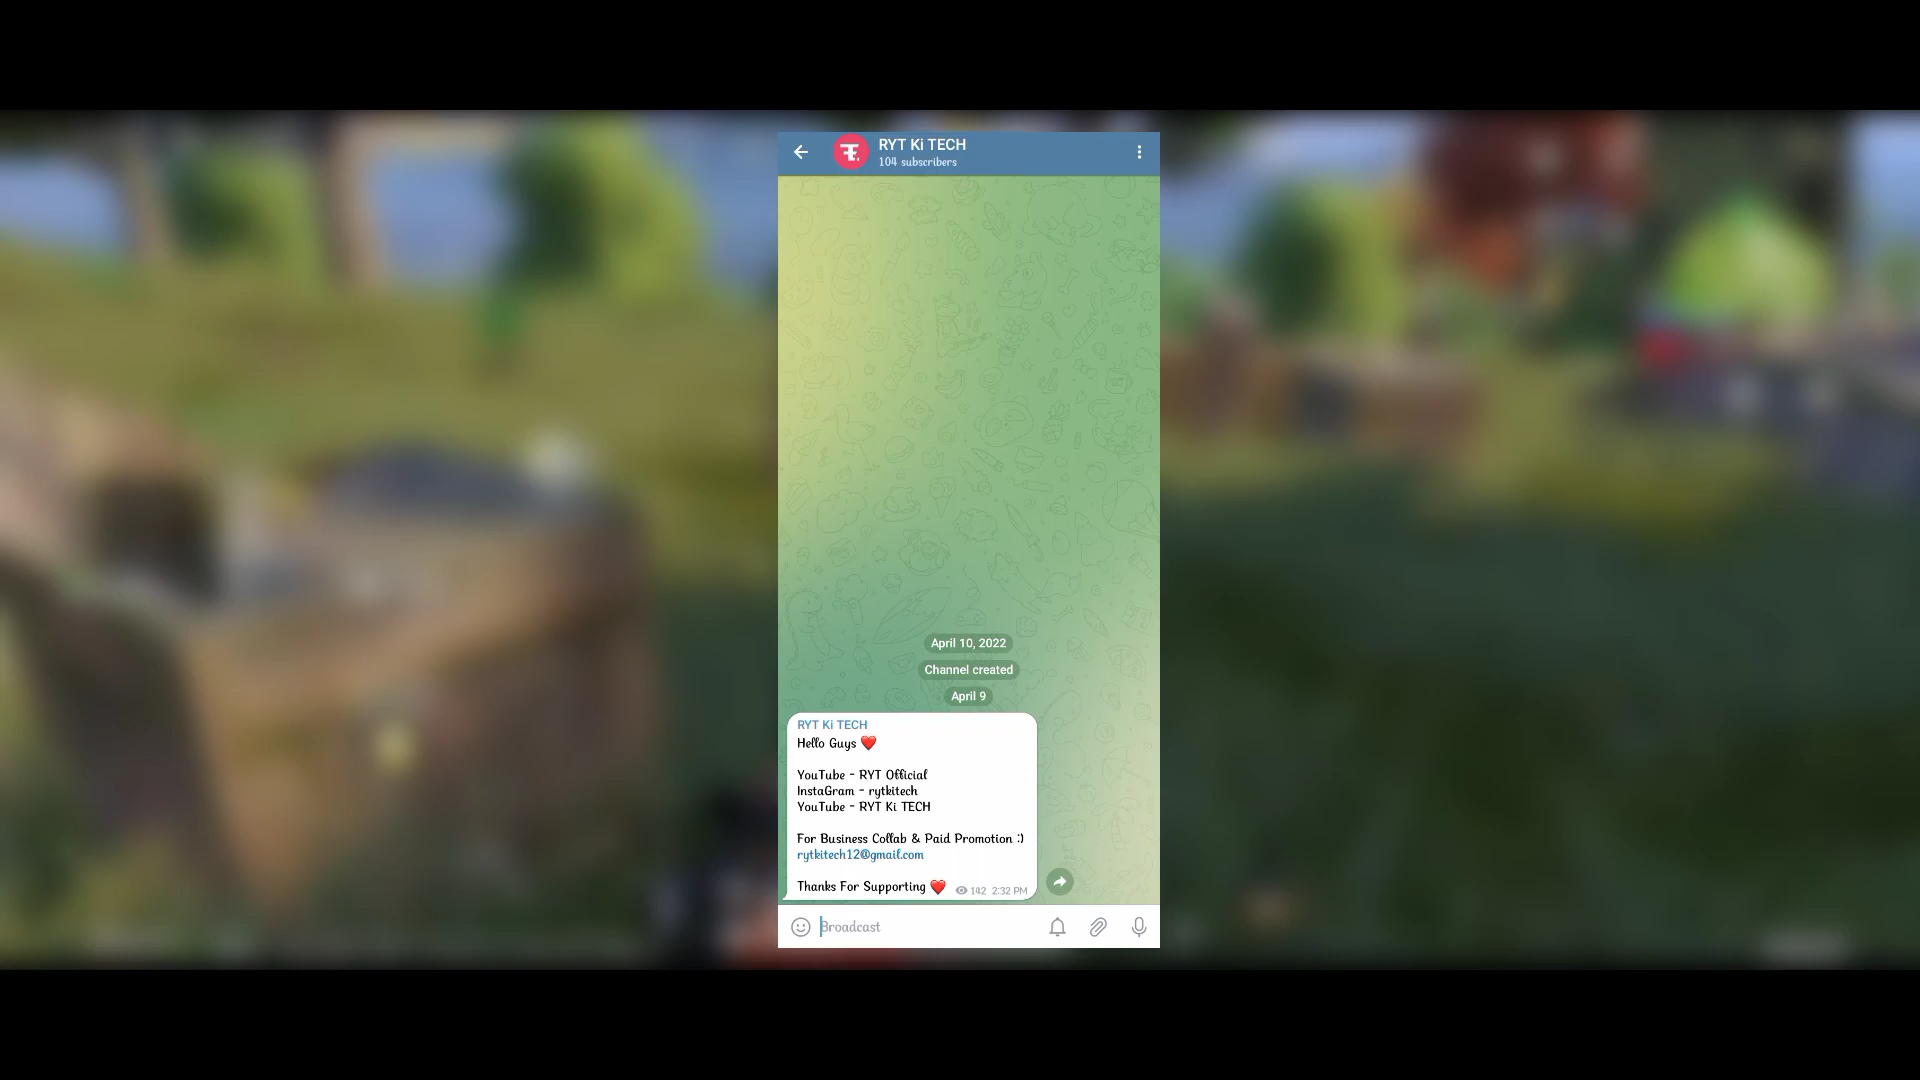 RYT Ki TECH
104 subscribers
April 10, 2022
Channel created
April 9
RYT Ki TECH
Hello Guys ❤️
YouTube - RYT Official
InstaGram - rytkitech
YouTube - RYT Ki TECH
For Business Collab & Paid Promotion :)
rytkitech12@gmail.com
Thanks For Supporting ❤️ 142 2:32 PM
Broadcast